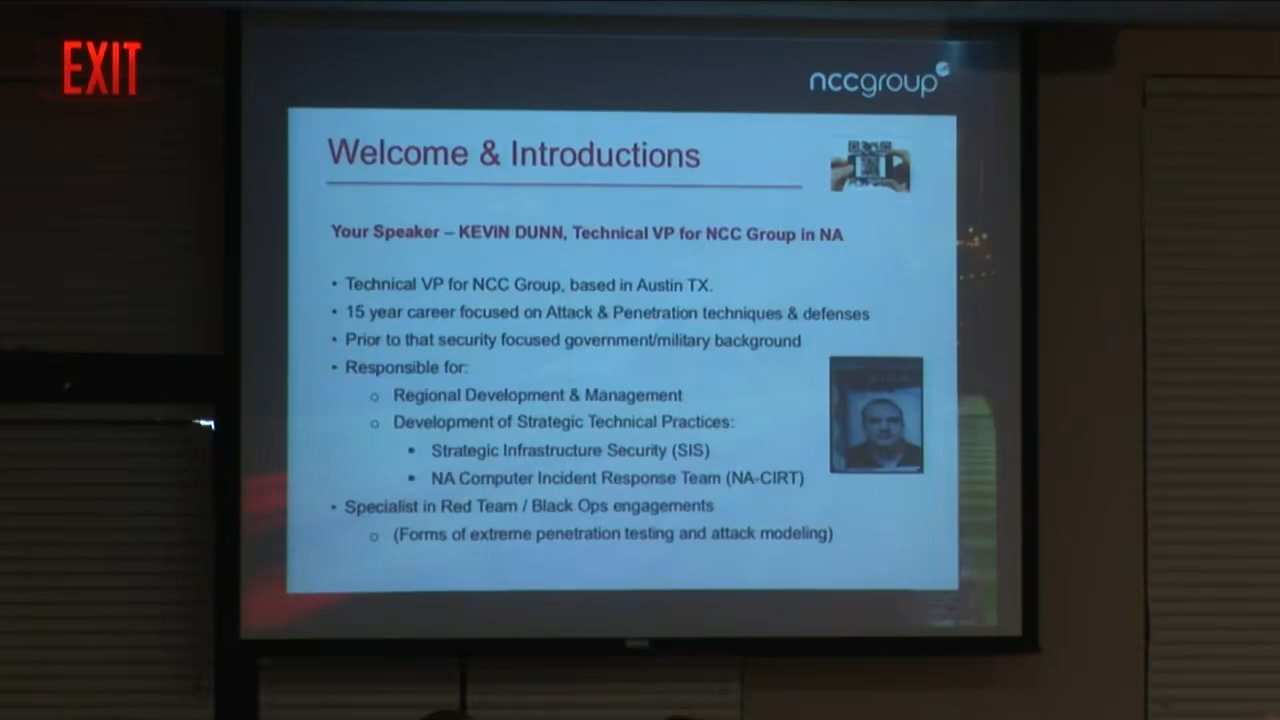 EXIT
nccgroup
Welcome & Introductions
Your Speaker – KEVIN DUNN, Technical VP for NCC Group in NA
• Technical VP for NCC Group, based in Austin TX.
• 15 year career focused on Attack & Penetration techniques & defenses
• Prior to that security focused government/military background
• Responsible for:
o Regional Development & Management
o Development of Strategic Technical Practices:
▪ Strategic Infrastructure Security (SIS)
▪ NA Computer Incident Response Team (NA-CIRT)
• Specialist in Red Team / Black Ops engagements
o (Forms of extreme penetration testing and attack modeling)